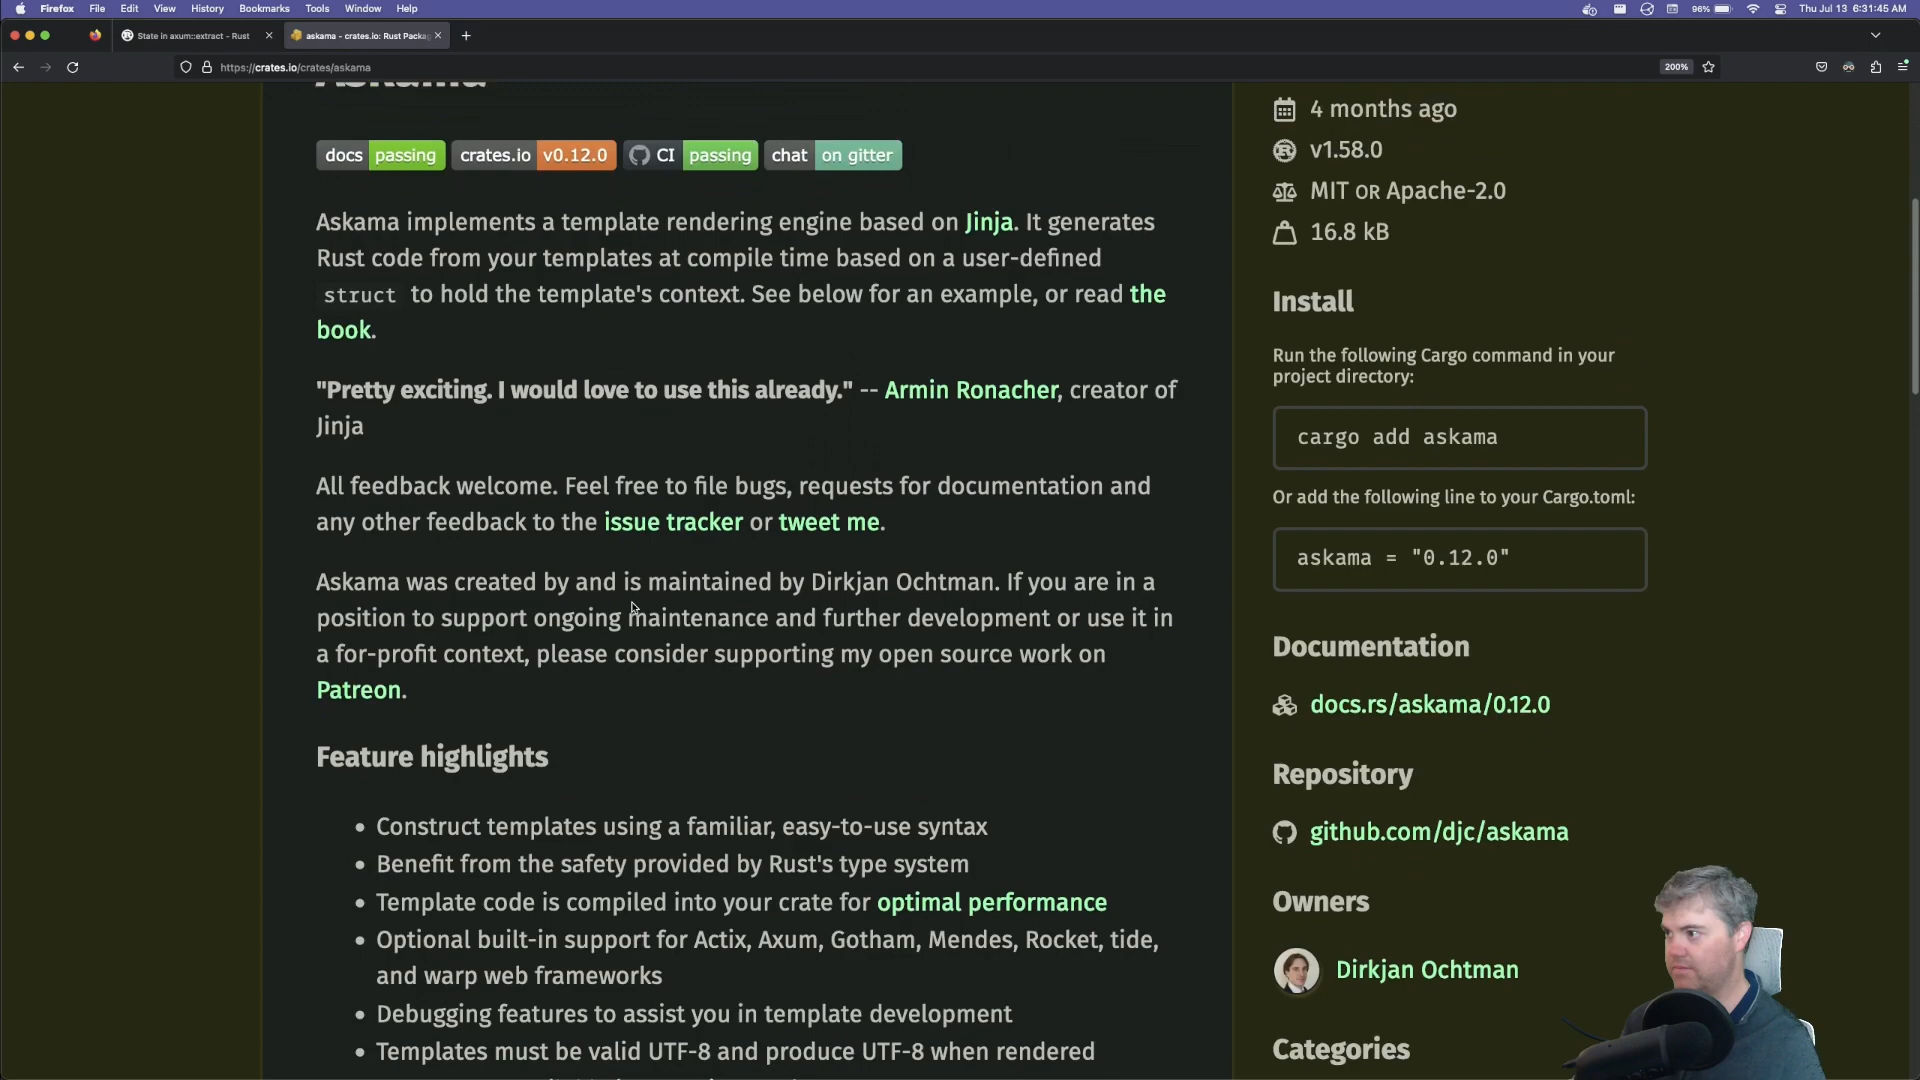 Firefox File Edit View History Bookmarks Tools Window Help
96% Thu Jul 13 6:31:45 AM
State in axum::extract - Rust
askama - crates.io: Rust Packag
https://crates.io/crates/askama
200%
Askama
docs passing crates.io v0.12.0 CI passing chat on gitter
Askama implements a template rendering engine based on Jinja. It generates
Rust code from your templates at compile time based on a user-defined
struct to hold the template's context. See below for an example, or read the
book.
"Pretty exciting. I would love to use this already." -- Armin Ronacher, creator of
Jinja
All feedback welcome. Feel free to file bugs, requests for documentation and
any other feedback to the issue tracker or tweet me.
Askama was created by and is maintained by Dirkjan Ochtman. If you are in a
position to support ongoing maintenance and further development or use it in
a for-profit context, please consider supporting my open source work on
Patreon.
Feature highlights
• Construct templates using a familiar, easy-to-use syntax
• Benefit from the safety provided by Rust's type system
• Template code is compiled into your crate for optimal performance
• Optional built-in support for Actix, Axum, Gotham, Mendes, Rocket, tide,
and warp web frameworks
• Debugging features to assist you in template development
• Templates must be valid UTF-8 and produce UTF-8 when rendered
4 months ago
v1.58.0
MIT OR Apache-2.0
16.8 kB
Install
Run the following Cargo command in your
project directory:
cargo add askama
Or add the following line to your Cargo.toml:
askama = "0.12.0"
Documentation
docs.rs/askama/0.12.0
Repository
github.com/djc/askama
Owners
Dirkjan Ochtman
Categories